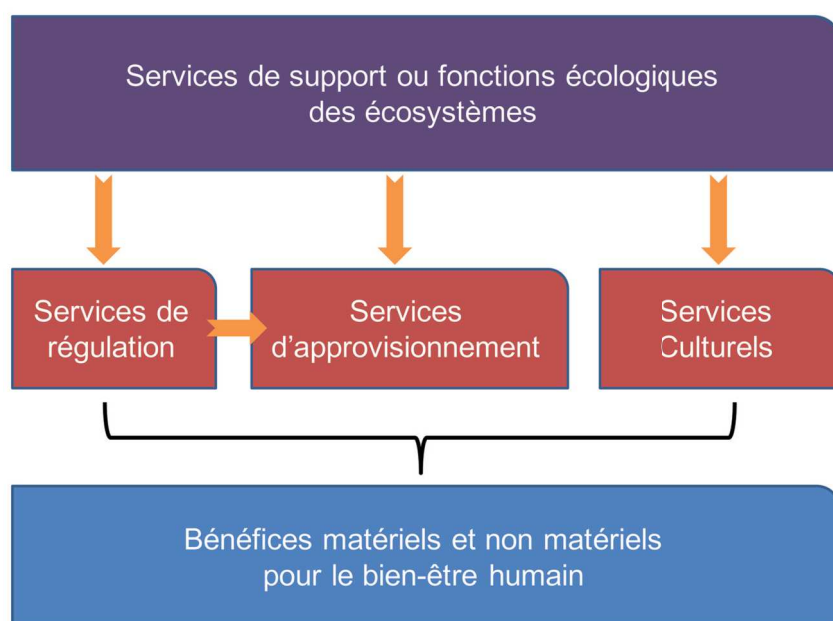 Services de support ou fonctions écologiques
des écosystèmes
Services de
régulation
Services
d’approvisionnement
Services
Culturels
Bénéfices matériels et non matériels
pour le bien-être humain